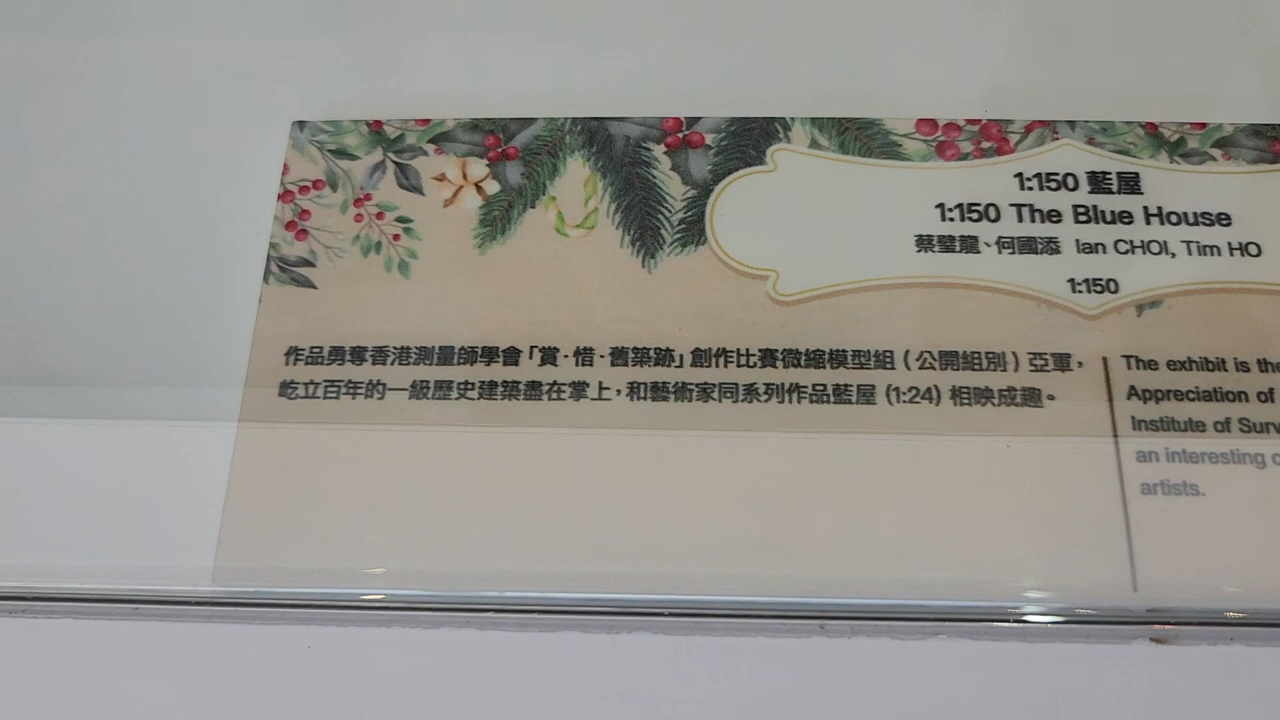 1:150 藍屋
1:150 The Blue House
蔡璧龍、何國添 Ian CHOI, Tim HO
1:150
作品勇奪香港測量師學會「賞·惜·舊築跡」創作比賽微縮模型組（公開組別）亞軍，
屹立百年的一級歷史建築盡在掌上，和藝術家同系列作品藍屋 (1:24) 相映成趣。
The exhibit is the
Appreciation of
Institute of Surv
an interesting c
artists.